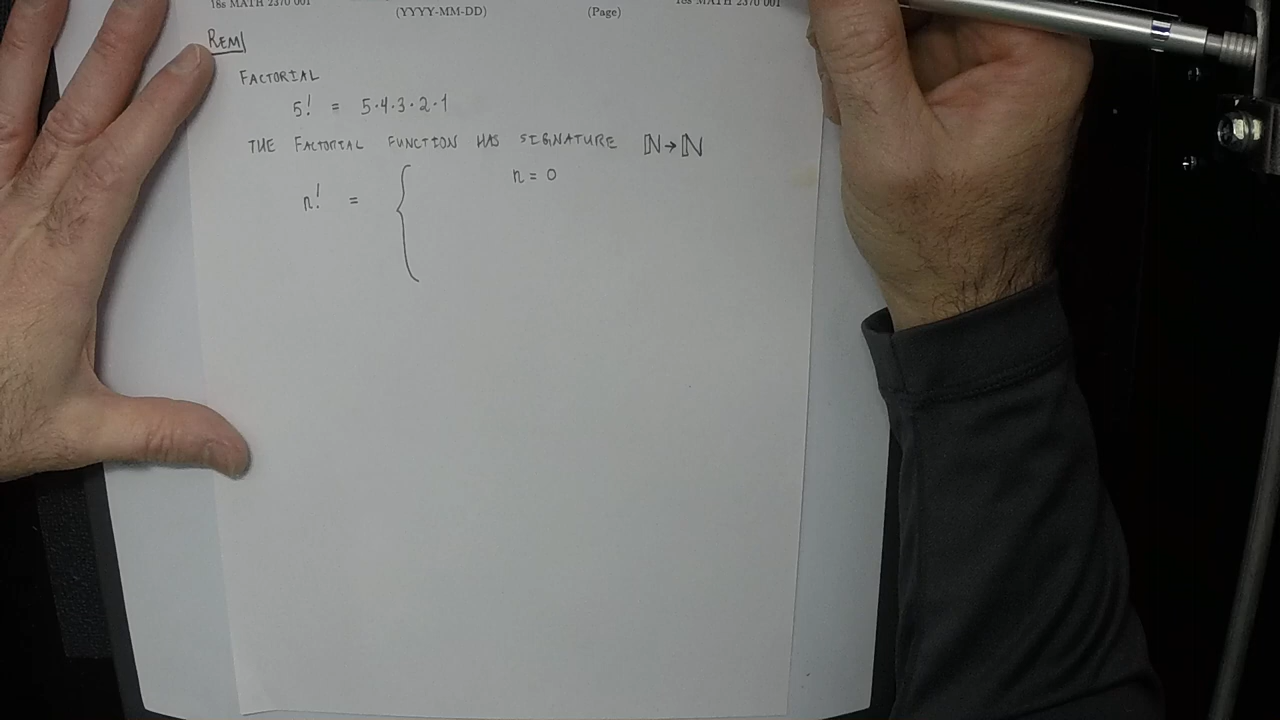 18s MATH 2370 001 (YYYY-MM-DD) (Page) 18s MATH 2370 001
REM/
FACTORIAL
5! = 5·4·3·2·1
THE FACTORIAL FUNCTION HAS SIGNATURE ℕ→ℕ
n = 0
n! = {